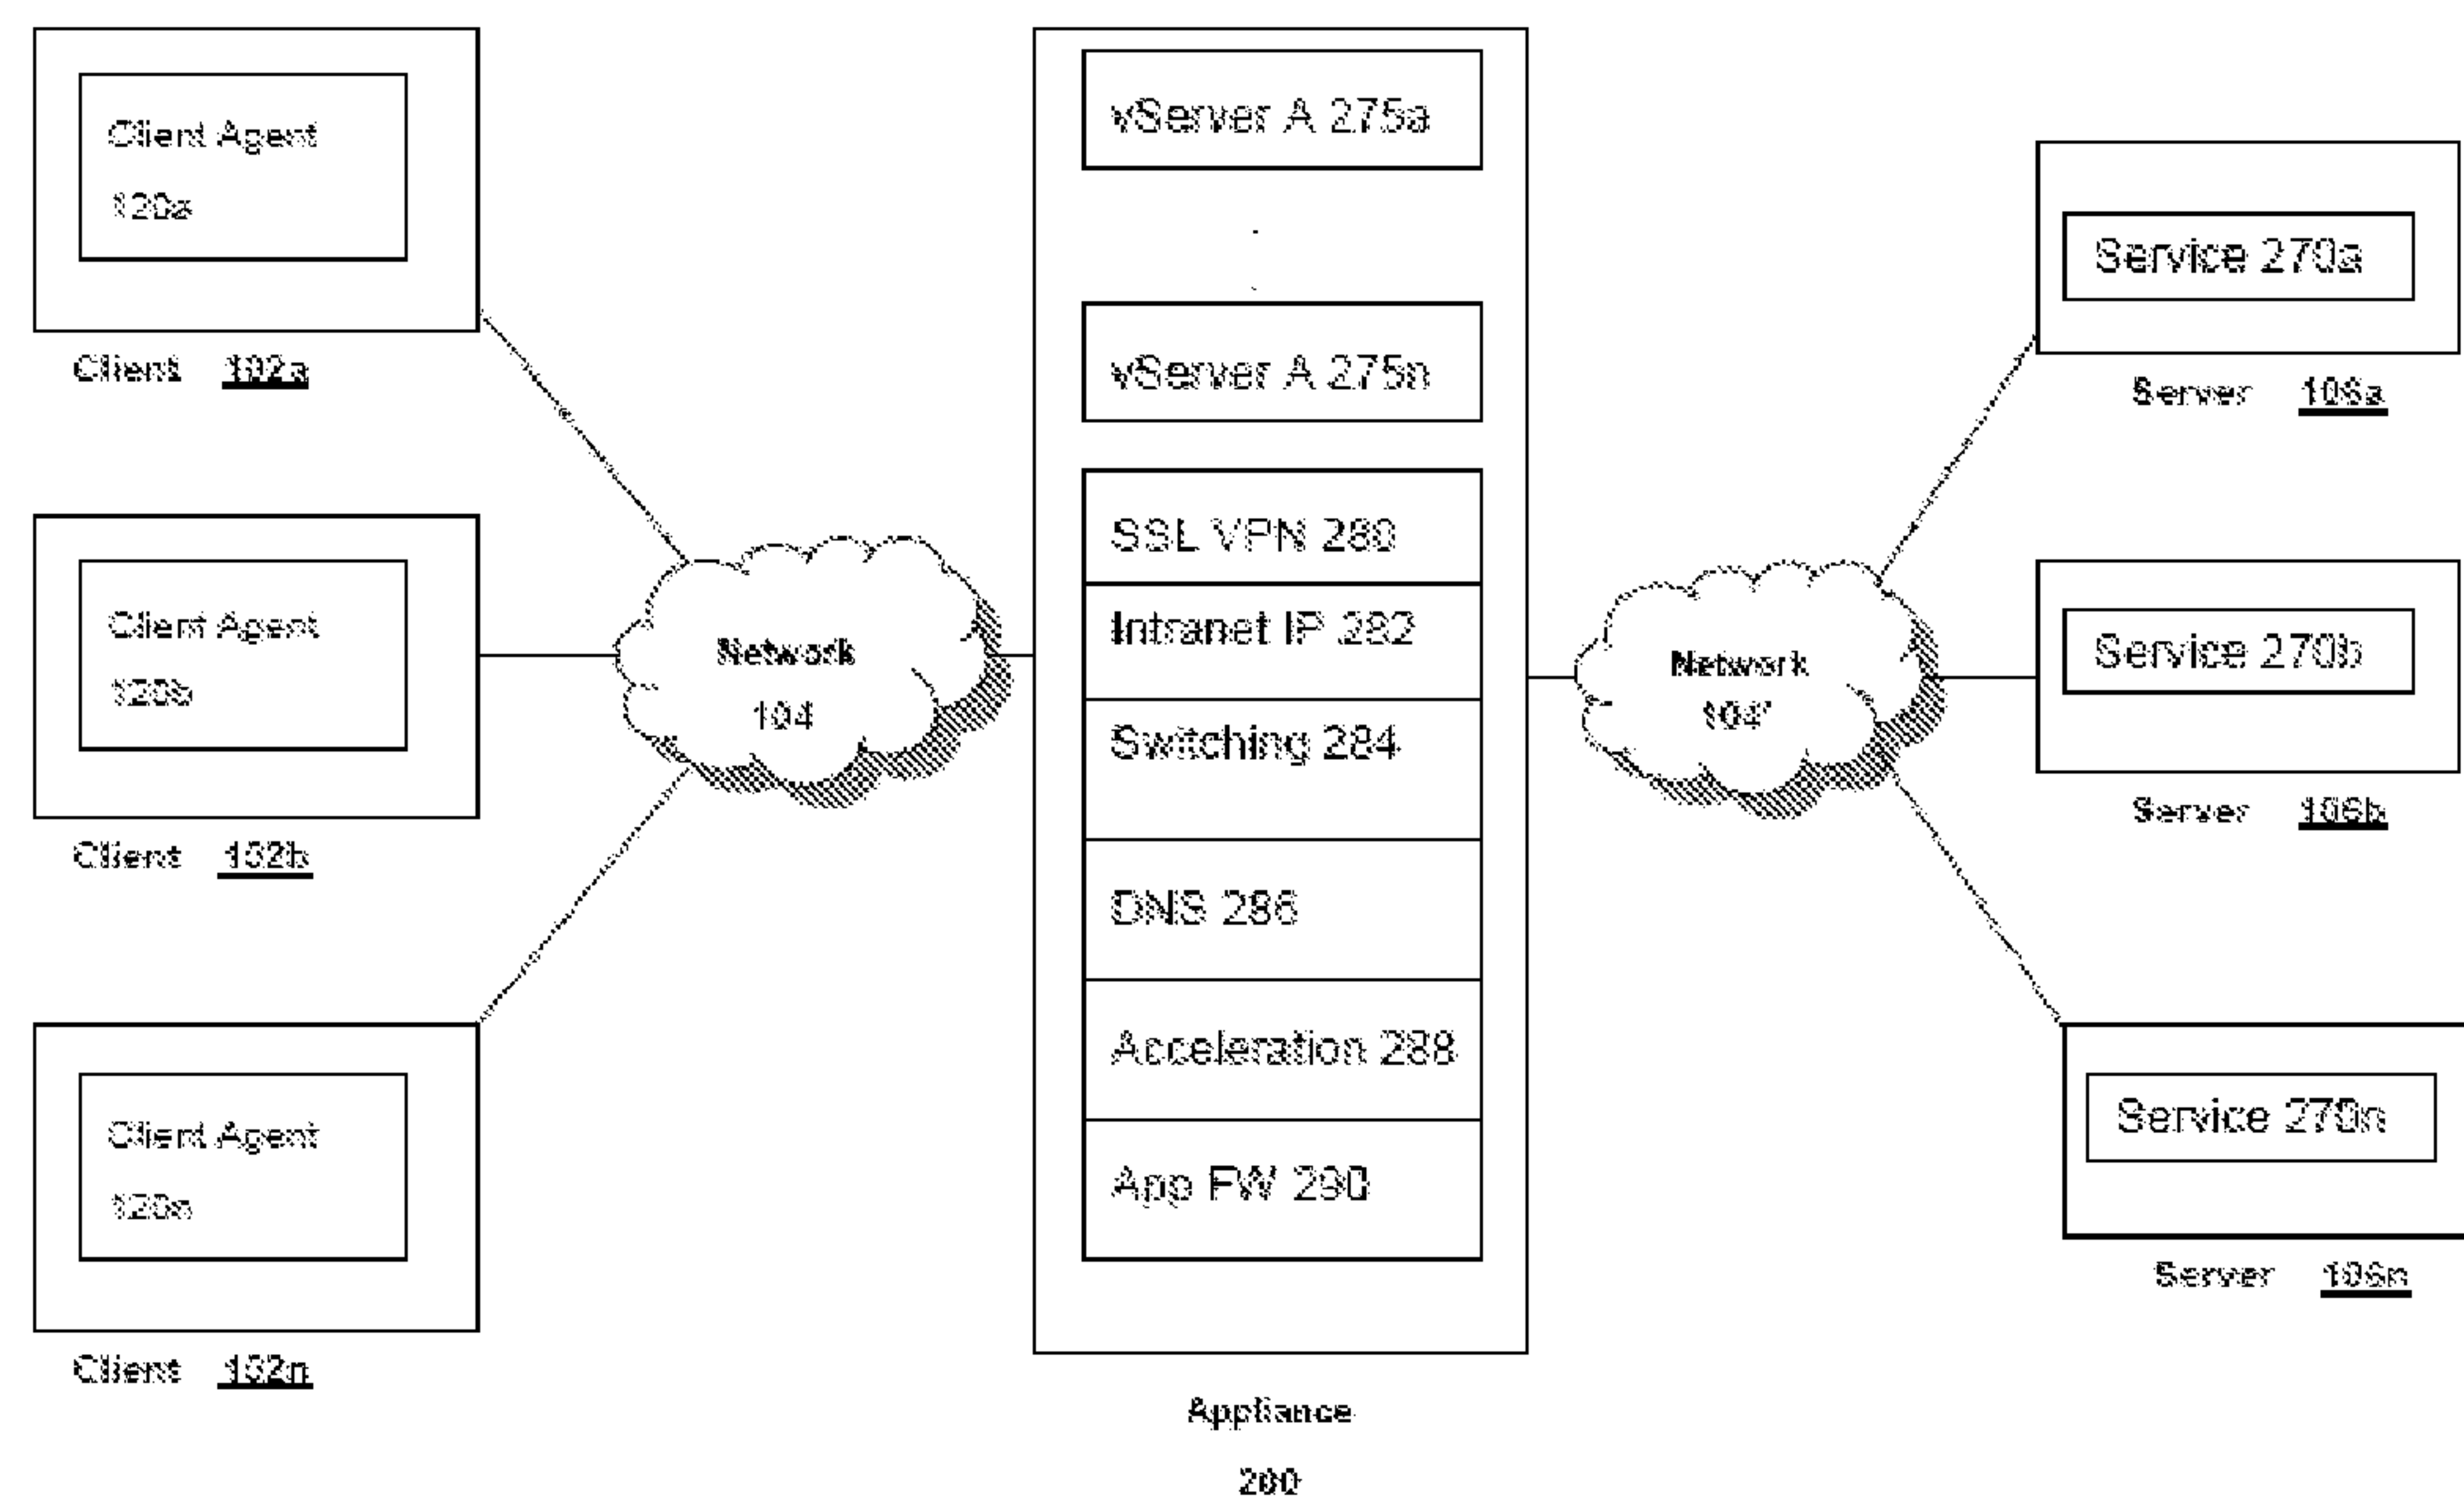 Client Agent
120a
Client 102a
Client Agent
120b
Client 102b
Client Agent
120n
Client 102n
Network
104
vServer A 275a
vServer A 275n
SSL VPN 280
Intranet IP 282
Switching 284
DNS 286
Acceleration 288
App FW 290
Appliance
200
Network
104'
Service 270a
Server 106a
Service 270b
Server 106b
Service 270n
Server 106n